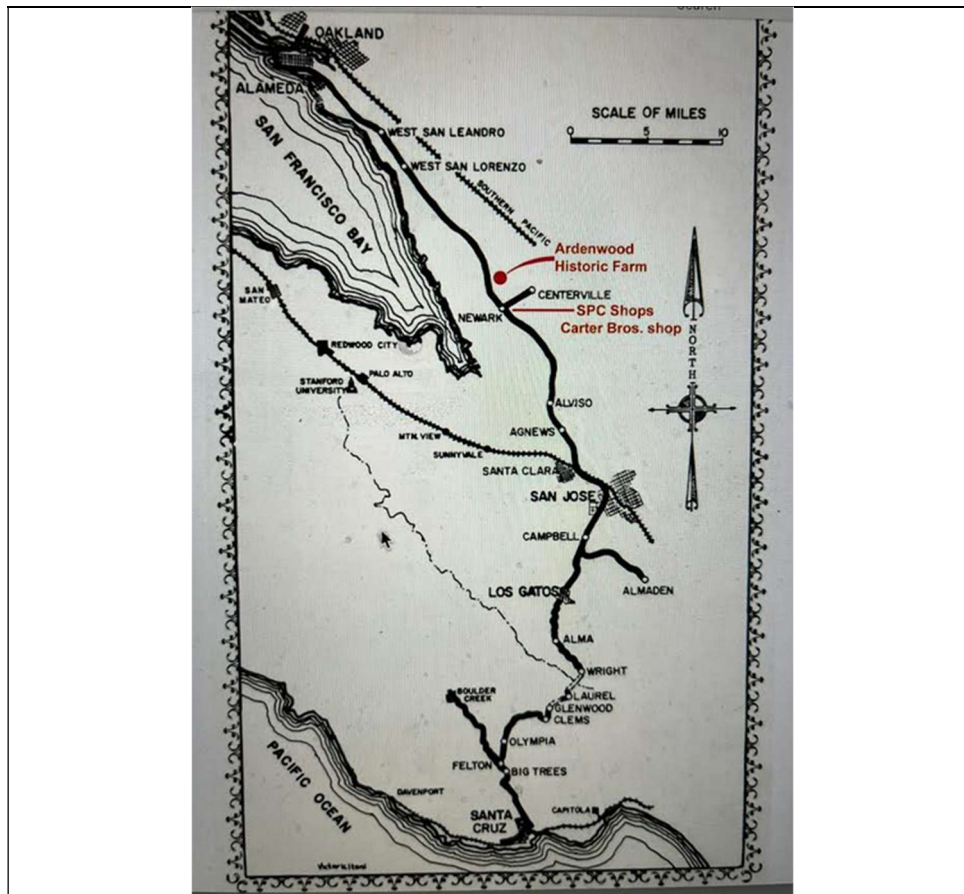 OAKLAND
ALAMEDA
SCALE OF MILES
0 5 10
WEST SAN LEANDRO
SAN FRANCISCO BAY
WEST SAN LORENZO
SOUTHERN PACIFIC
Ardenwood
Historic Farm
SAN
MATEO
CENTERVILLE
NEWARK
SPC Shops
Carter Bros. shop
NORTH
REDWOOD CITY
PALO ALTO
STANFORD
UNIVERSITY
ALVISO
AGNEWS
MTN. VIEW
SUNNYVALE
SANTA CLARA
SAN JOSE
CAMPBELL
ALMADEN
LOS GATOS
ALMA
WRIGHT
BOULDER
CREEK
LAUREL
GLENWOOD
CLEMS
OLYMPIA
FELTON
BIG TREES
PACIFIC OCEAN
DAVENPORT
CAPITOLA
SANTA
CRUZ